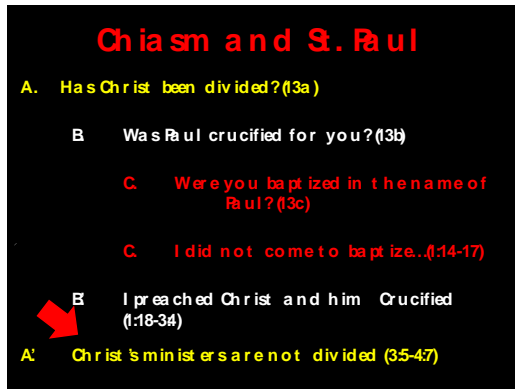 Chiasm and St. Paul
A. Has Christ been divided? (13a)
B. Was Paul crucified for you? (13b)
C. Were you baptized in the name of
Paul? (13c)
C. I did not come to baptize...(1:14-17)
B' I preached Christ and him Crucified
(1:18-3:4)
A.' Christ's ministers are not divided (3:5-4:7)